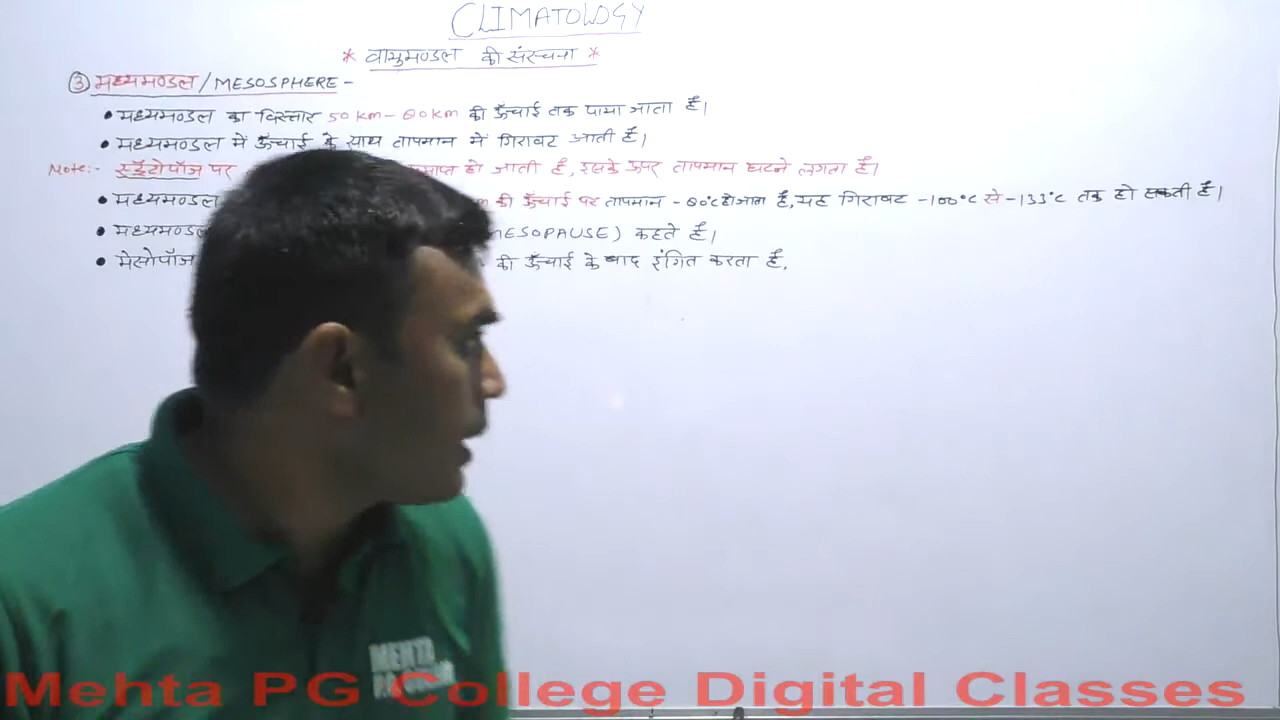 CLIMATOLOGY
* वायुमण्डल की संरचना *
③ मध्यमण्डल/MESOSPHERE -
• मध्यमण्डल का विस्तार 50 km - 80 km की ऊँचाई तक पाया जाता है।
• मध्यमण्डल में ऊँचाई के साथ तापमान में गिरावट आती है।
Note:- पर समाप्त हो जाती है, इसके ऊपर तापमान घटने लगता है।
• मध्यमण्डल की ऊँचाई पर तापमान -80°C हो जाता है, यह गिरावट -100°C से -133°C तक हो सकती है।
• मध्यमण्डल MESOPAUSE) कहते हैं।
• मेसोपॉज की ऊँचाई के बाद इंगित करता है,
MEHTA
Mehta PG College Digital Classes